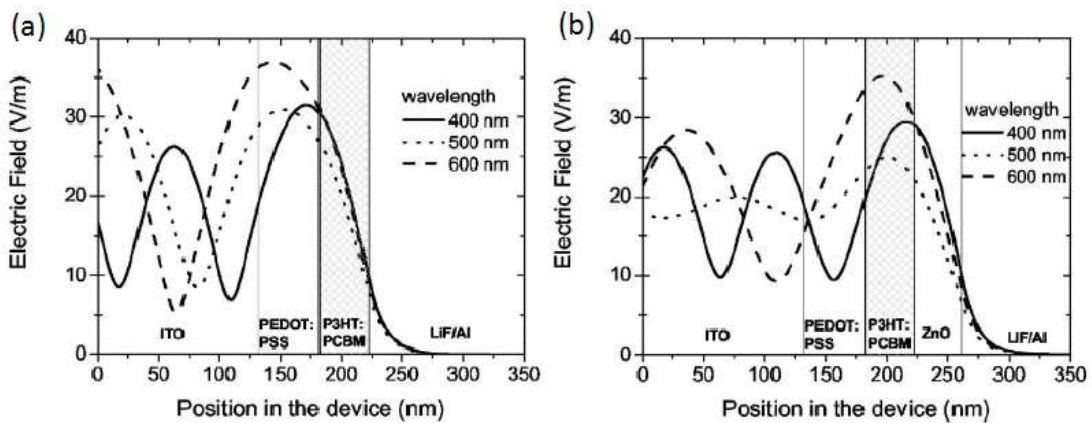 (a)
40
30
20
10
0
Electric Field (V/m)
wavelength
400 nm
500 nm
600 nm
ITO
PEDOT:
PSS
P3HT:
PCBM
LiF/Al
0 50 100 150 200 250 300 350
Position in the device (nm)
(b)
40
30
20
10
0
Electric Field (V/m)
wavelength
400 nm
500 nm
600 nm
ITO
PEDOT:
PSS
P3HT:
PCBM
ZnO
LiF/Al
0 50 100 150 200 250 300 350
Position in the device (nm)